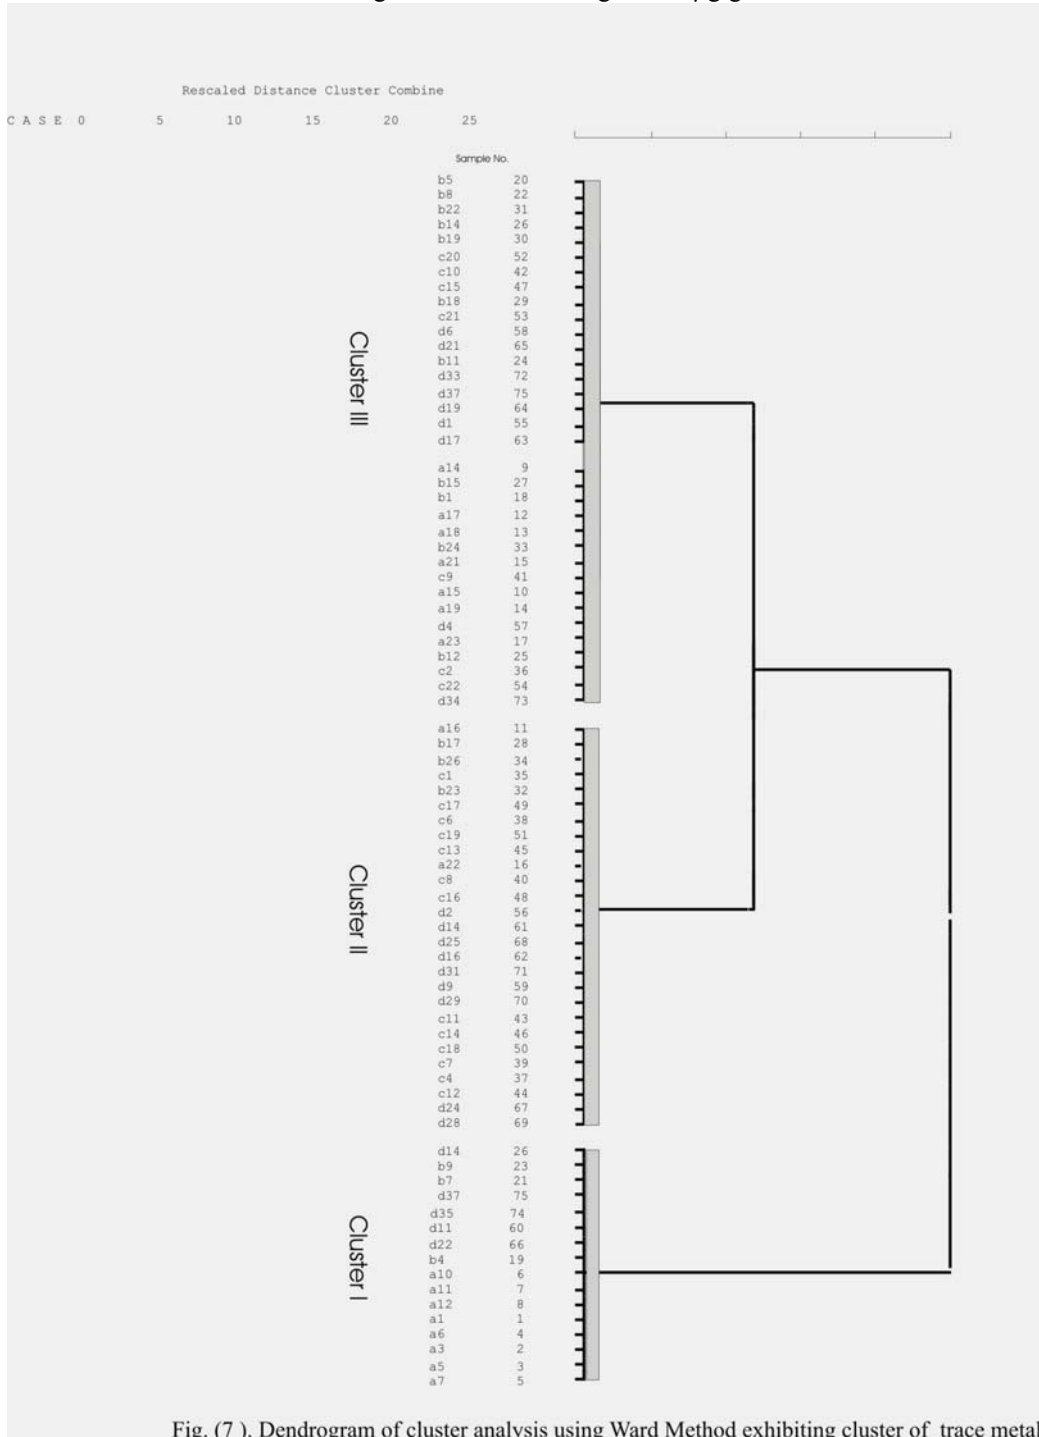 Rescaled Distance Cluster Combine
C A S E 0 5 10 15 20 25
Sample No.
b5 20
b8 22
b22 31
b14 26
b19 30
c20 52
c10 42
c15 47
b18 29
c21 53
d6 58
d21 65
b11 24
d33 72
d37 75
d19 64
d1 55
d17 63
Cluster III
a14 9
b15 27
b1 18
a17 12
a18 13
b24 33
a21 15
c9 41
a15 10
a19 14
d4 57
a23 17
b12 25
c2 36
c22 54
d34 73
a16 11
b17 28
b26 34
c1 35
b23 32
c17 49
c6 38
c19 51
c13 45
a22 16
c8 40
c16 48
d2 56
d14 61
d25 68
d16 62
d31 71
d9 59
d29 70
c11 43
c14 46
c18 50
c7 39
c4 37
c12 44
d24 67
d28 69
Cluster II
d14 26
b9 23
b7 21
d37 75
d35 74
d11 60
d22 66
b4 19
a10 6
a11 7
a12 8
a1 1
a6 4
a3 2
a5 3
a7 5
Cluster I
Fig. (7 ). Dendrogram of cluster analysis using Ward Method exhibiting cluster of trace metal